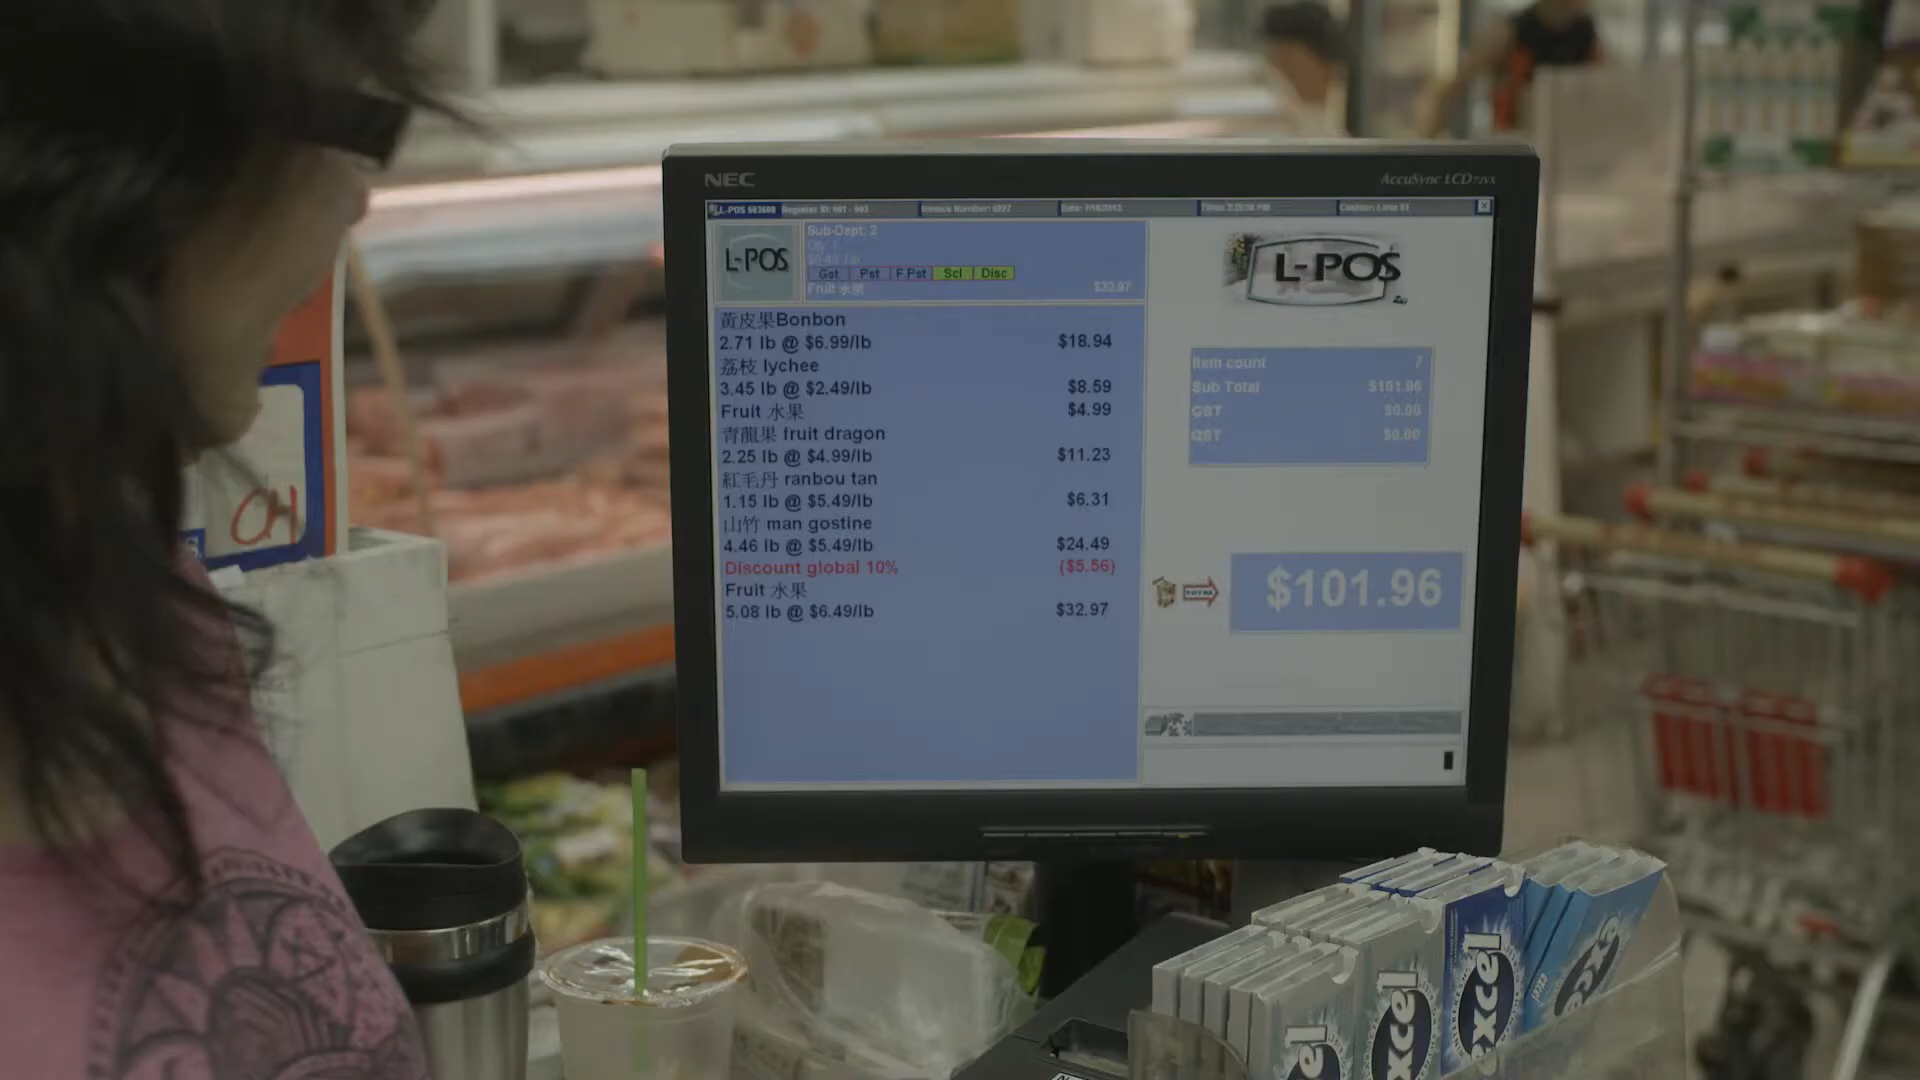 NEC
AccuSync LCD72VX
L-POS
Sub-Dept: 2
Gst Pst F.Pst Scl Disc
Fruit 水果 $32.97
L-POS
黃皮果Bonbon
2.71 lb @ $6.99/lb $18.94
荔枝 lychee
3.45 lb @ $2.49/lb $8.59
Fruit 水果 $4.99
青龍果 fruit dragon
2.25 lb @ $4.99/lb $11.23
紅毛丹 ranbou tan
1.15 lb @ $5.49/lb $6.31
山竹 man gostine
4.46 lb @ $5.49/lb $24.49
Discount global 10% ($5.56)
Fruit 水果
5.08 lb @ $6.49/lb $32.97
Item count 7
Sub Total $101.96
GST $0.00
QST $0.00
TOTAL
$101.96
CH
excel
excel
excel